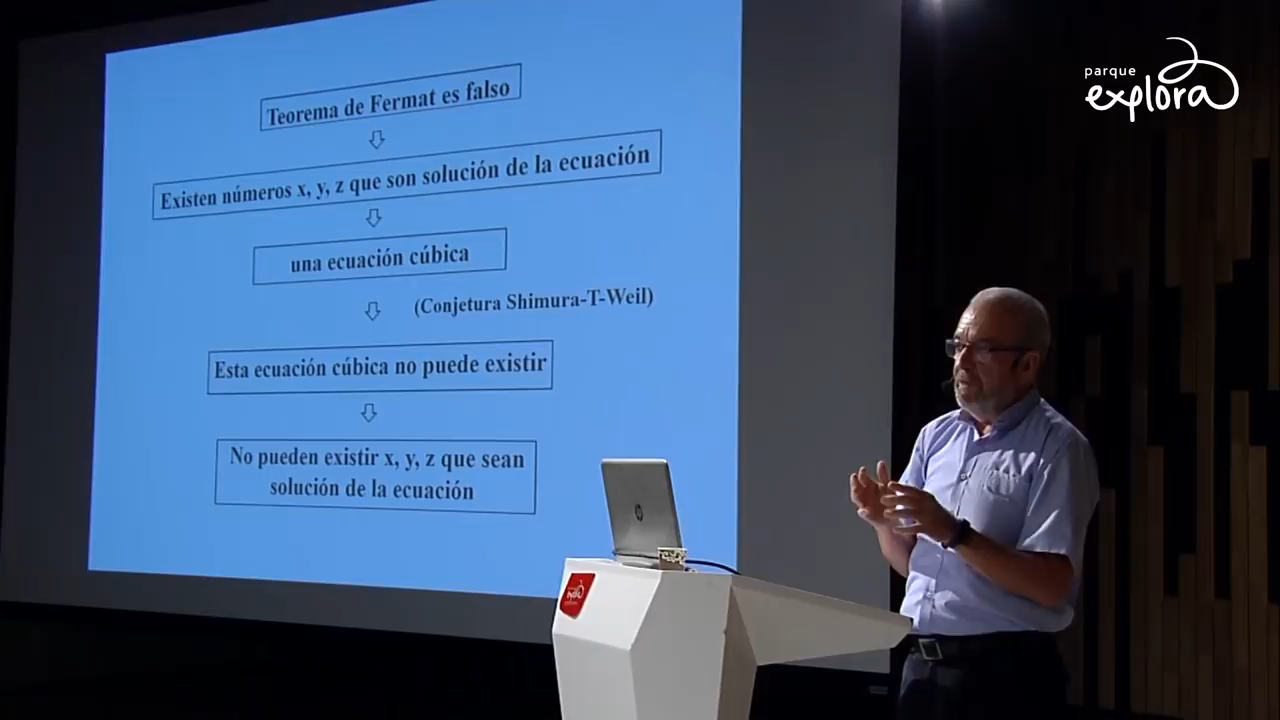 parque
explora
Teorema de Fermat es falso
Existen números x, y, z que son solución de la ecuación
una ecuación cúbica
(Conjetura Shimura-T-Weil)
Esta ecuación cúbica no puede existir
No pueden existir x, y, z que sean
solución de la ecuación
hp